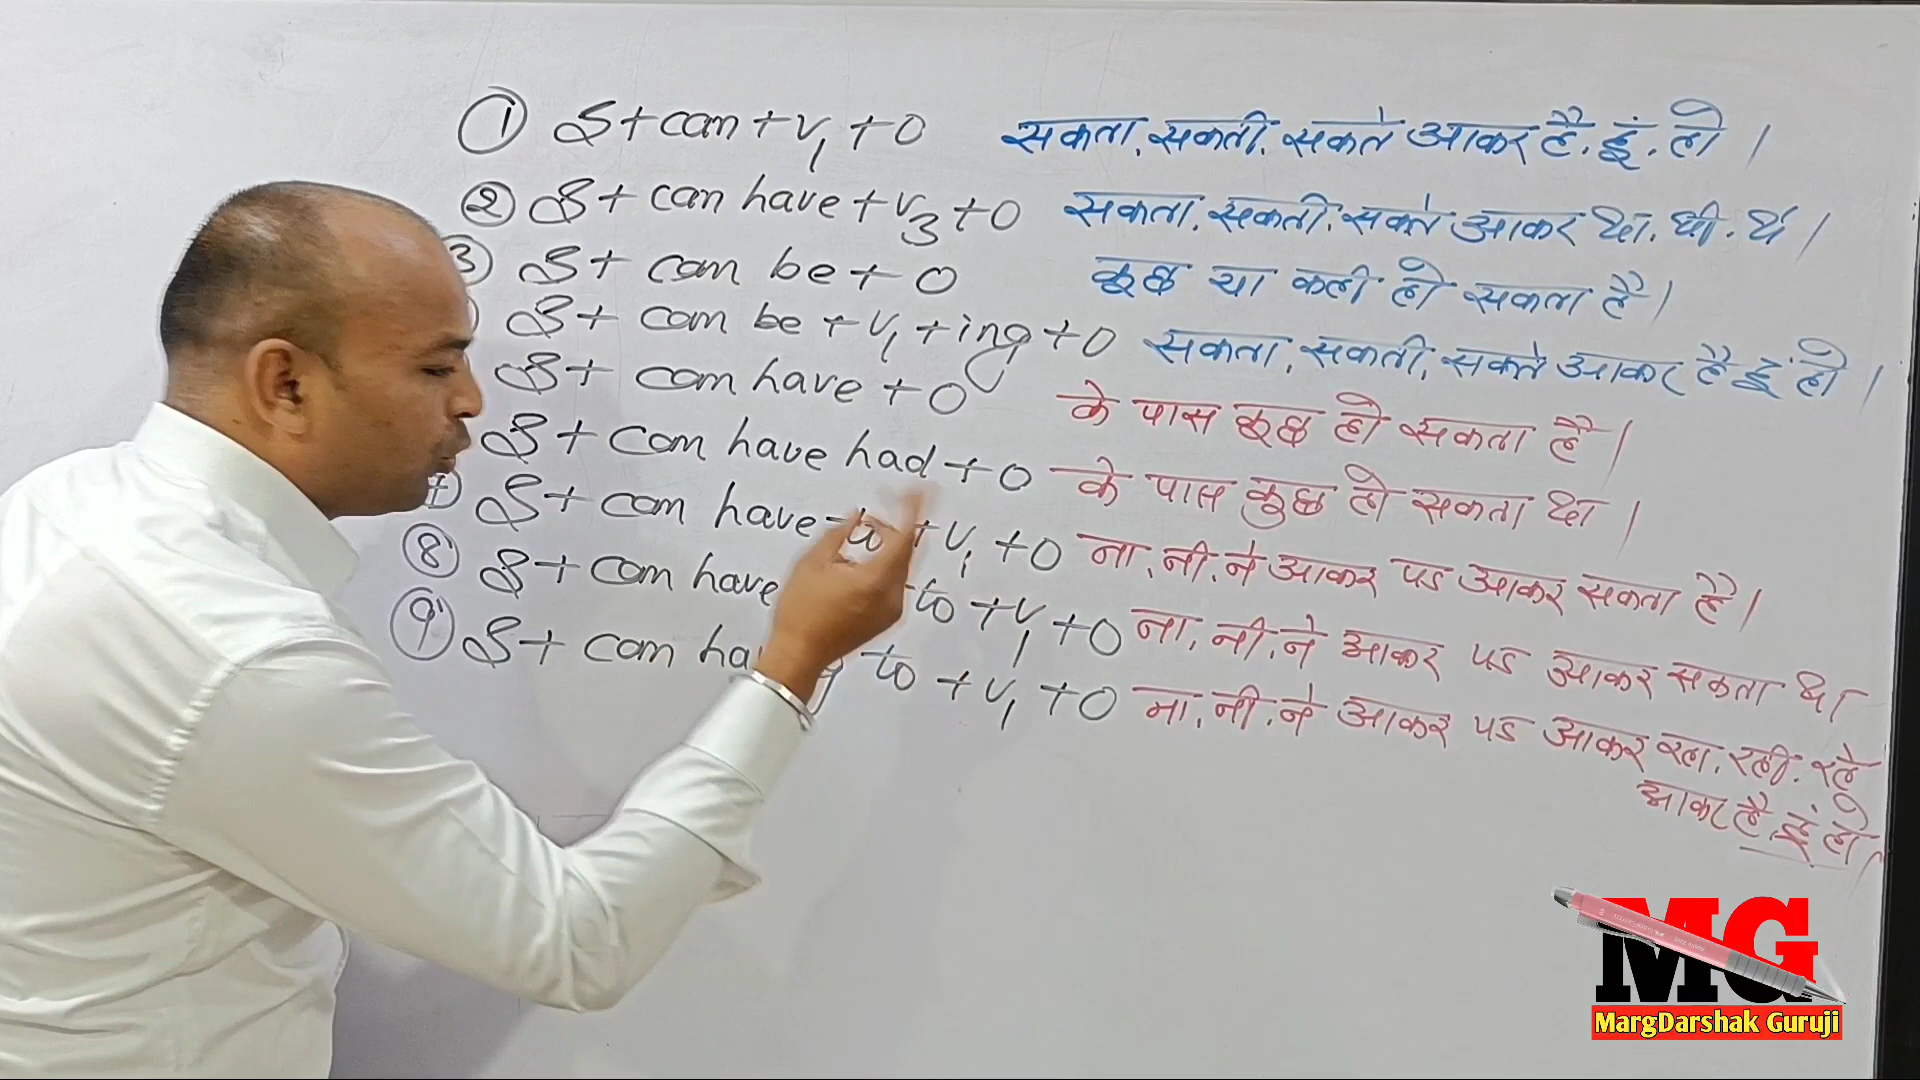 ① S+can+V₁+O सकता, सकती, सकते आकर है, हूं, हो ।
② S+ can have+V₃+O सकता, सकती, सकते आकर था, थी, थे ।
③ S+ can be+O कुछ या कही हो सकता है ।
S+ can be+V₁+ing+O सकता, सकती, सकते आकर है हूं हो ।
S+ can have+O के पास कुछ हो सकता है ।
S+ can have had+O के पास कुछ हो सकता था ।
S+ can have to+V₁+O ना, नी, ने आकर पड आकर सकता है ।
⑧ S+ can have to+V₁+O ना, नी, ने आकर पड आकर सकता था
⑨ S+ can to+V₁+O ना, नी, ने आकर पड आकर रहा, रही, रहे
आकर है, हूं हो ।
MG
MargDarshak Guruji